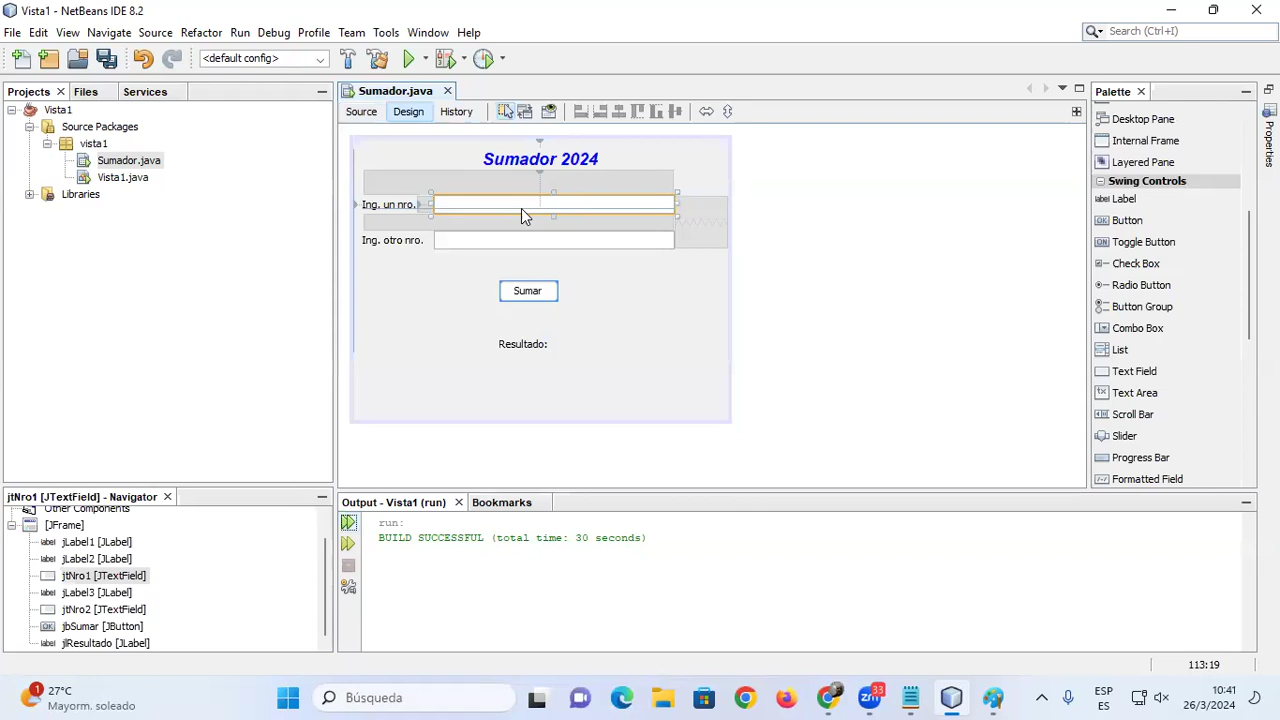 Vista1 - NetBeans IDE 8.2
File Edit View Navigate Source Refactor Run Debug Profile Team Tools Window Help
Search (Ctrl+I)
<default config>
Projects Files Services
Vista1
Source Packages
vista1
Sumador.java
Vista1.java
Libraries
Sumador.java
Source Design History
Sumador 2024
Ing. un nro.
Ing. otro nro.
Sumar
Resultado:
Palette
Desktop Pane
Internal Frame
Layered Pane
Swing Controls
Label
Button
Toggle Button
Check Box
Radio Button
Button Group
Combo Box
List
Text Field
Text Area
Scroll Bar
Slider
Progress Bar
Formatted Field
Properties
jtNro1 [JTextField] - Navigator
Other Components
[JFrame]
jLabel1 [JLabel]
jLabel2 [JLabel]
jtNro1 [JTextField]
jLabel3 [JLabel]
jtNro2 [JTextField]
jbSumar [JButton]
jlResultado [JLabel]
Output - Vista1 (run) Bookmarks
run:
BUILD SUCCESSFUL (total time: 30 seconds)
113:19
1
27°C
Mayorm. soleado
Búsqueda
33
ESP
ES
10:41
26/3/2024